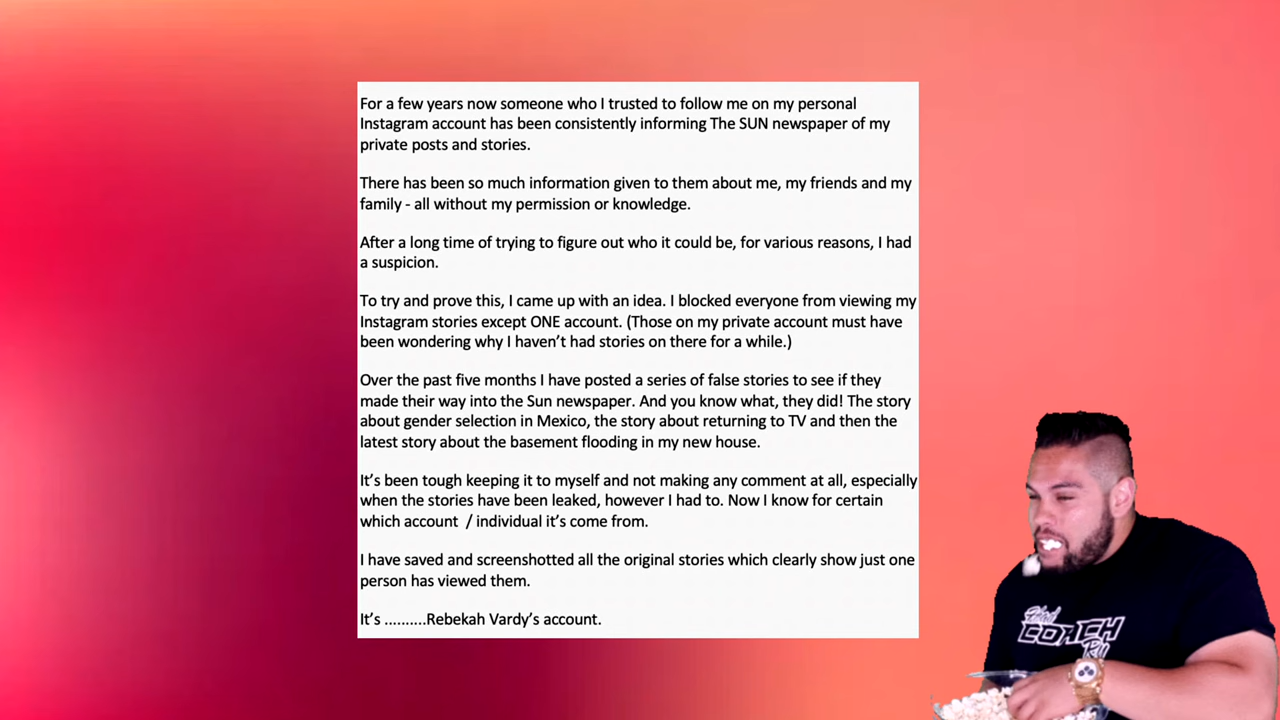 For a few years now someone who I trusted to follow me on my personal
Instagram account has been consistently informing The SUN newspaper of my
private posts and stories.
There has been so much information given to them about me, my friends and my
family - all without my permission or knowledge.
After a long time of trying to figure out who it could be, for various reasons, I had
a suspicion.
To try and prove this, I came up with an idea. I blocked everyone from viewing my
Instagram stories except ONE account. (Those on my private account must have
been wondering why I haven’t had stories on there for a while.)
Over the past five months I have posted a series of false stories to see if they
made their way into the Sun newspaper. And you know what, they did! The story
about gender selection in Mexico, the story about returning to TV and then the
latest story about the basement flooding in my new house.
It’s been tough keeping it to myself and not making any comment at all, especially
when the stories have been leaked, however I had to. Now I know for certain
which account  / individual it’s come from.
I have saved and screenshotted all the original stories which clearly show just one
person has viewed them.
It’s ..........Rebekah Vardy’s account.
COACH